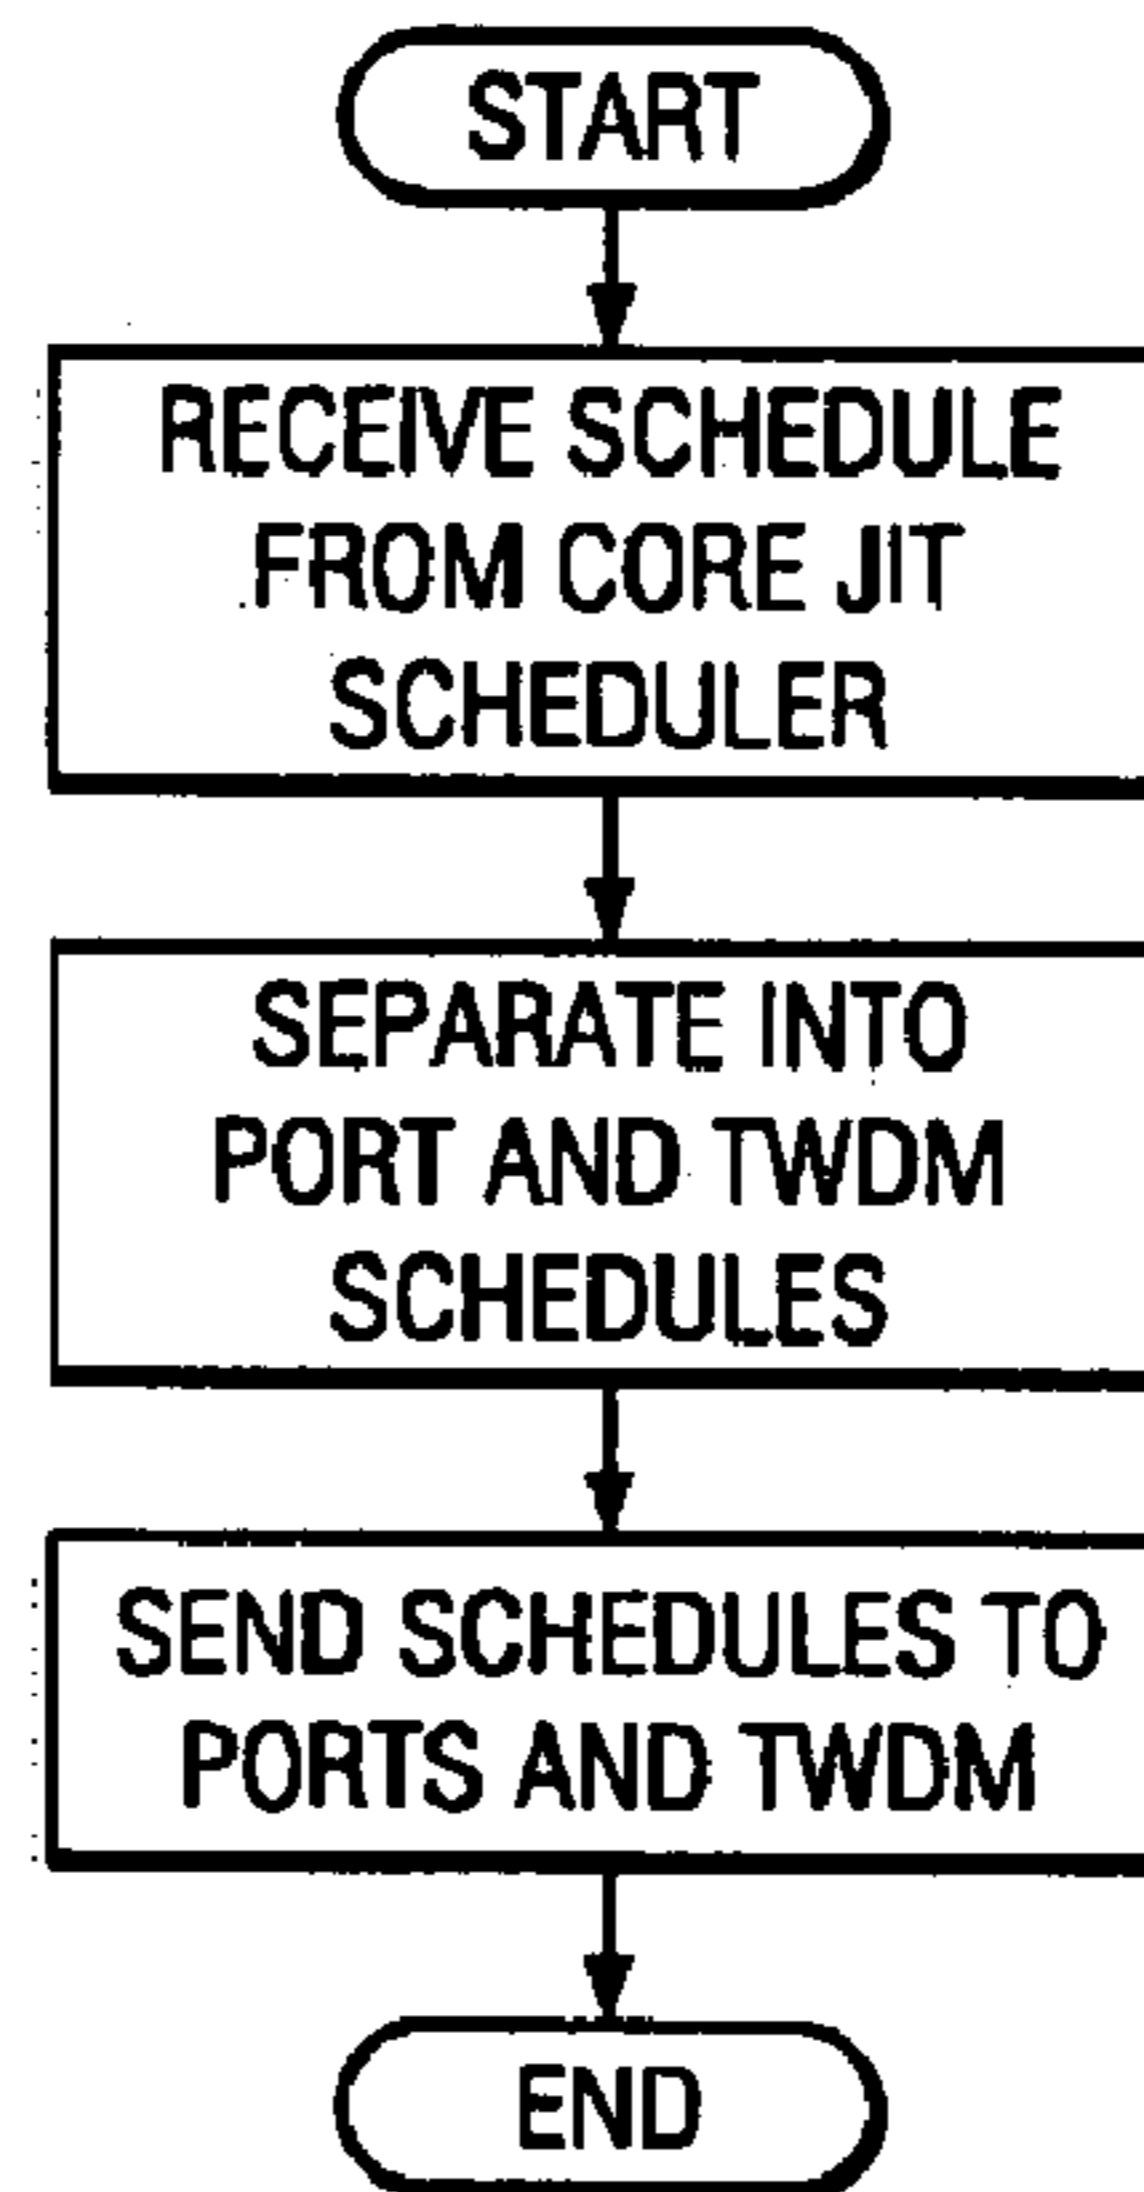 START
RECEIVE SCHEDULE
FROM CORE JIT
SCHEDULER
SEPARATE INTO
PORT AND TWDM
SCHEDULES
SEND SCHEDULES TO
PORTS AND TWDM
END